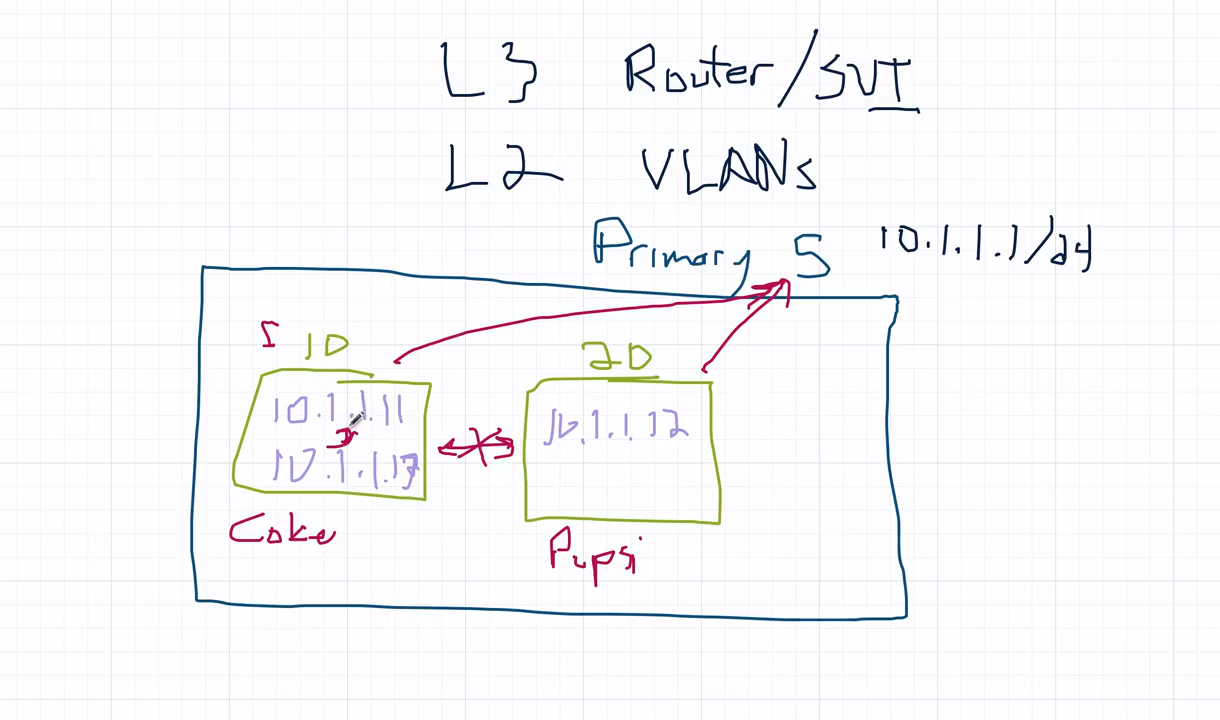 L3 Router/SVI
L2 VLANs
Primary 5 10.1.1.1/24
I 10
20
10.1.1.11
10.1.1.12
10.1.1.13
Coke
Pepsi